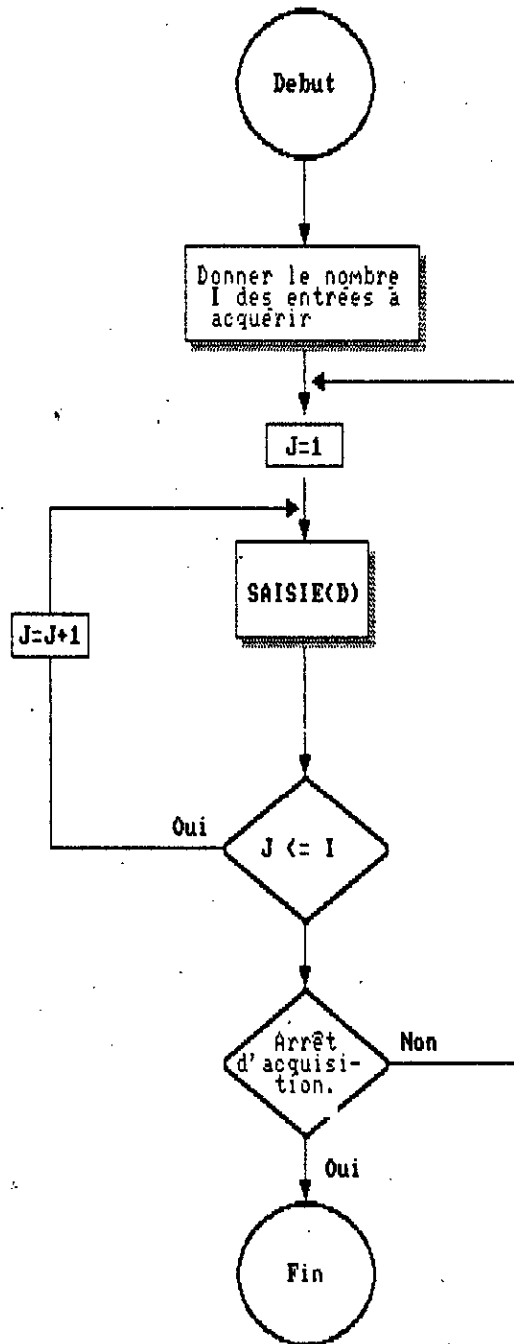 Debut
Donner le nombre
I des entrées à
acquérir
J=1
SAISIE(D)
J=J+1
Oui
J <= I
Arrêt
d'acquisi-
tion.
Non
Oui
Fin